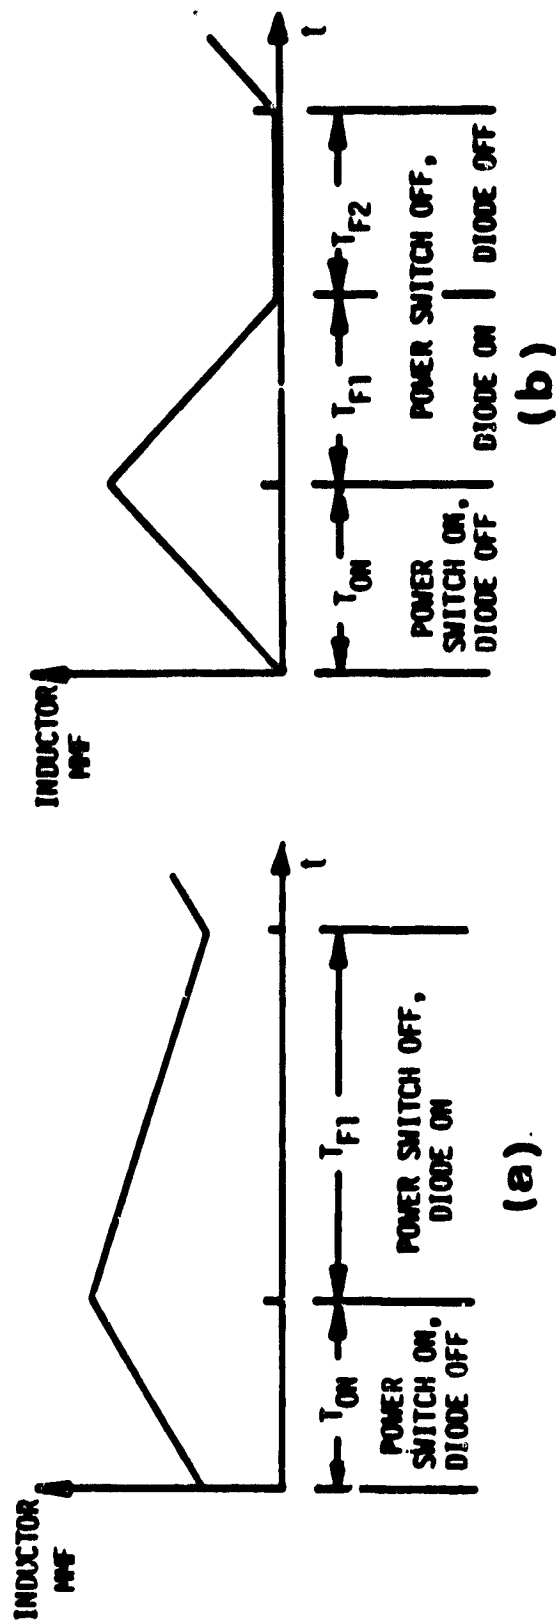 INDUCTOR
MMF
t
T_ON
T_F1
POWER
SWITCH ON,
DIODE OFF
POWER SWITCH OFF,
DIODE ON
(a)
INDUCTOR
MMF
t
T_ON
T_F1
T_F2
POWER
SWITCH ON,
DIODE OFF
POWER SWITCH OFF,
DIODE ON
DIODE OFF
(b)